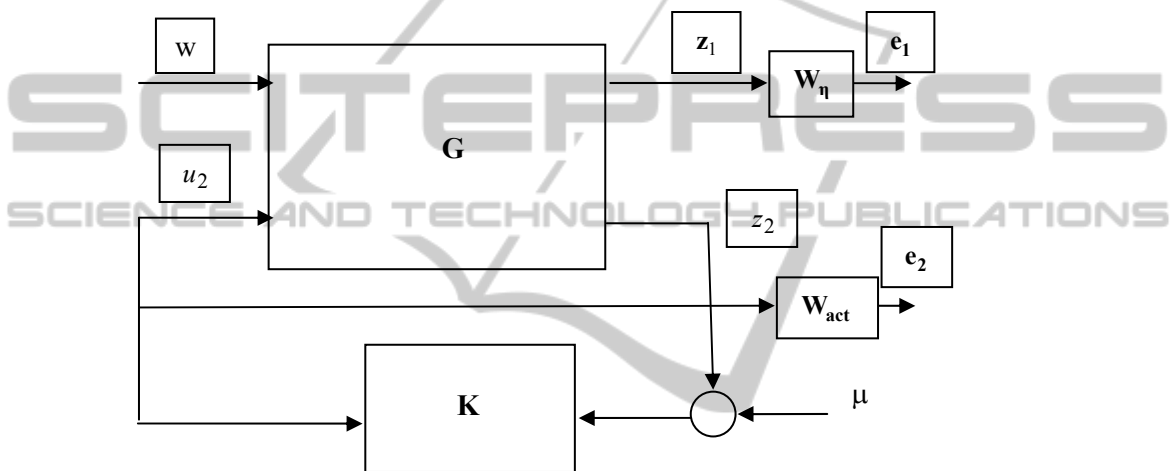 w
z1
e1
Wη
G
u2
z2
e2
Wact
K
μ
SCITEPRESS
SCIENCE AND TECHNOLOGY PUBLICATIONS